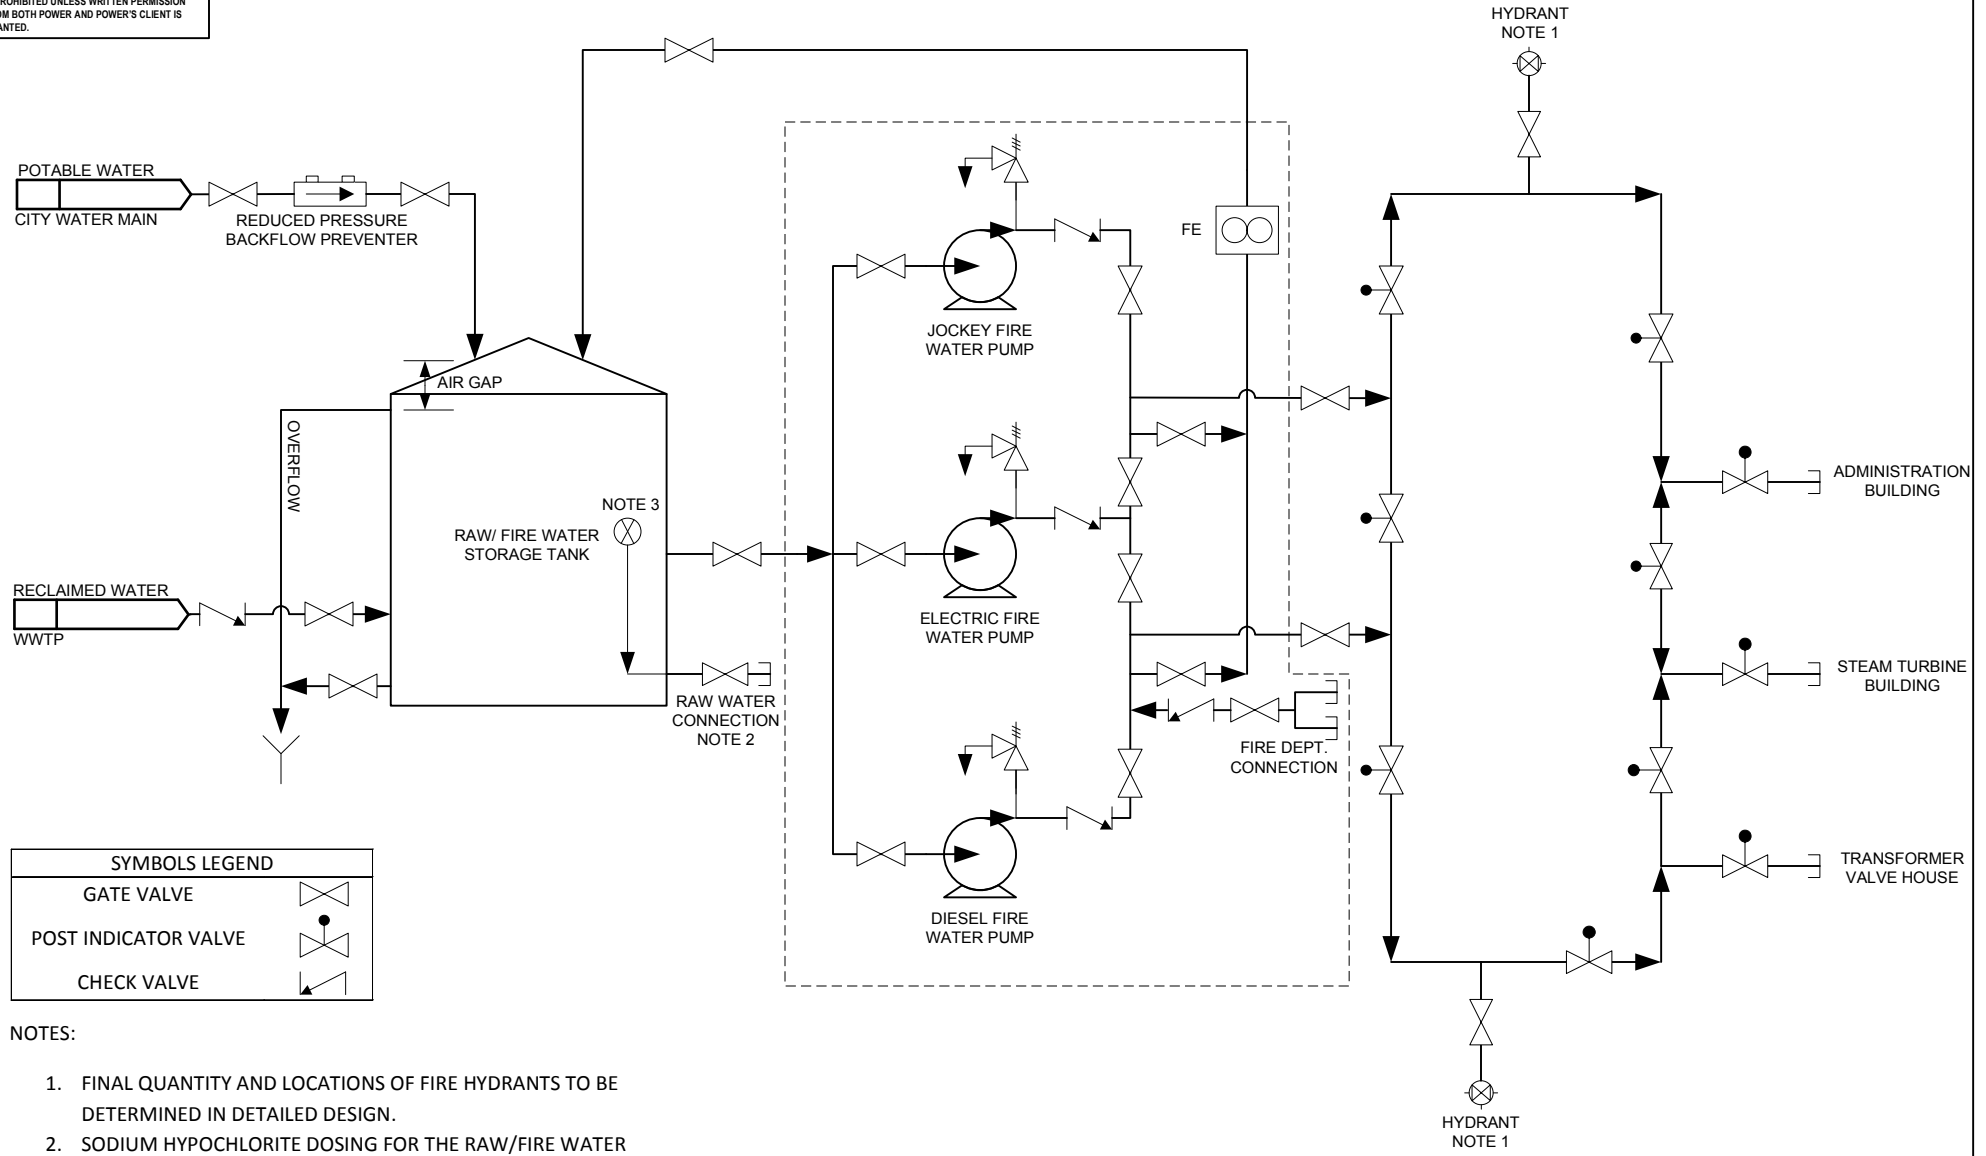 PROHIBITED UNLESS WRITTEN PERMISSION
FROM BOTH POWER AND POWER'S CLIENT IS
GRANTED.
HYDRANT
NOTE 1
POTABLE WATER
CITY WATER MAIN
REDUCED PRESSURE
BACKFLOW PREVENTER
FE
JOCKEY FIRE
WATER PUMP
AIR GAP
OVERFLOW
NOTE 3
RAW/ FIRE WATER
STORAGE TANK
ADMINISTRATION
BUILDING
RECLAIMED WATER
WWTP
ELECTRIC FIRE
WATER PUMP
STEAM TURBINE
BUILDING
RAW WATER
CONNECTION
NOTE 2
FIRE DEPT.
CONNECTION
TRANSFORMER
VALVE HOUSE
DIESEL FIRE
WATER PUMP
SYMBOLS LEGEND
GATE VALVE
POST INDICATOR VALVE
CHECK VALVE
NOTES:
1. FINAL QUANTITY AND LOCATIONS OF FIRE HYDRANTS TO BE
DETERMINED IN DETAILED DESIGN.
2. SODIUM HYPOCHLORITE DOSING FOR THE RAW/FIRE WATER
HYDRANT
NOTE 1